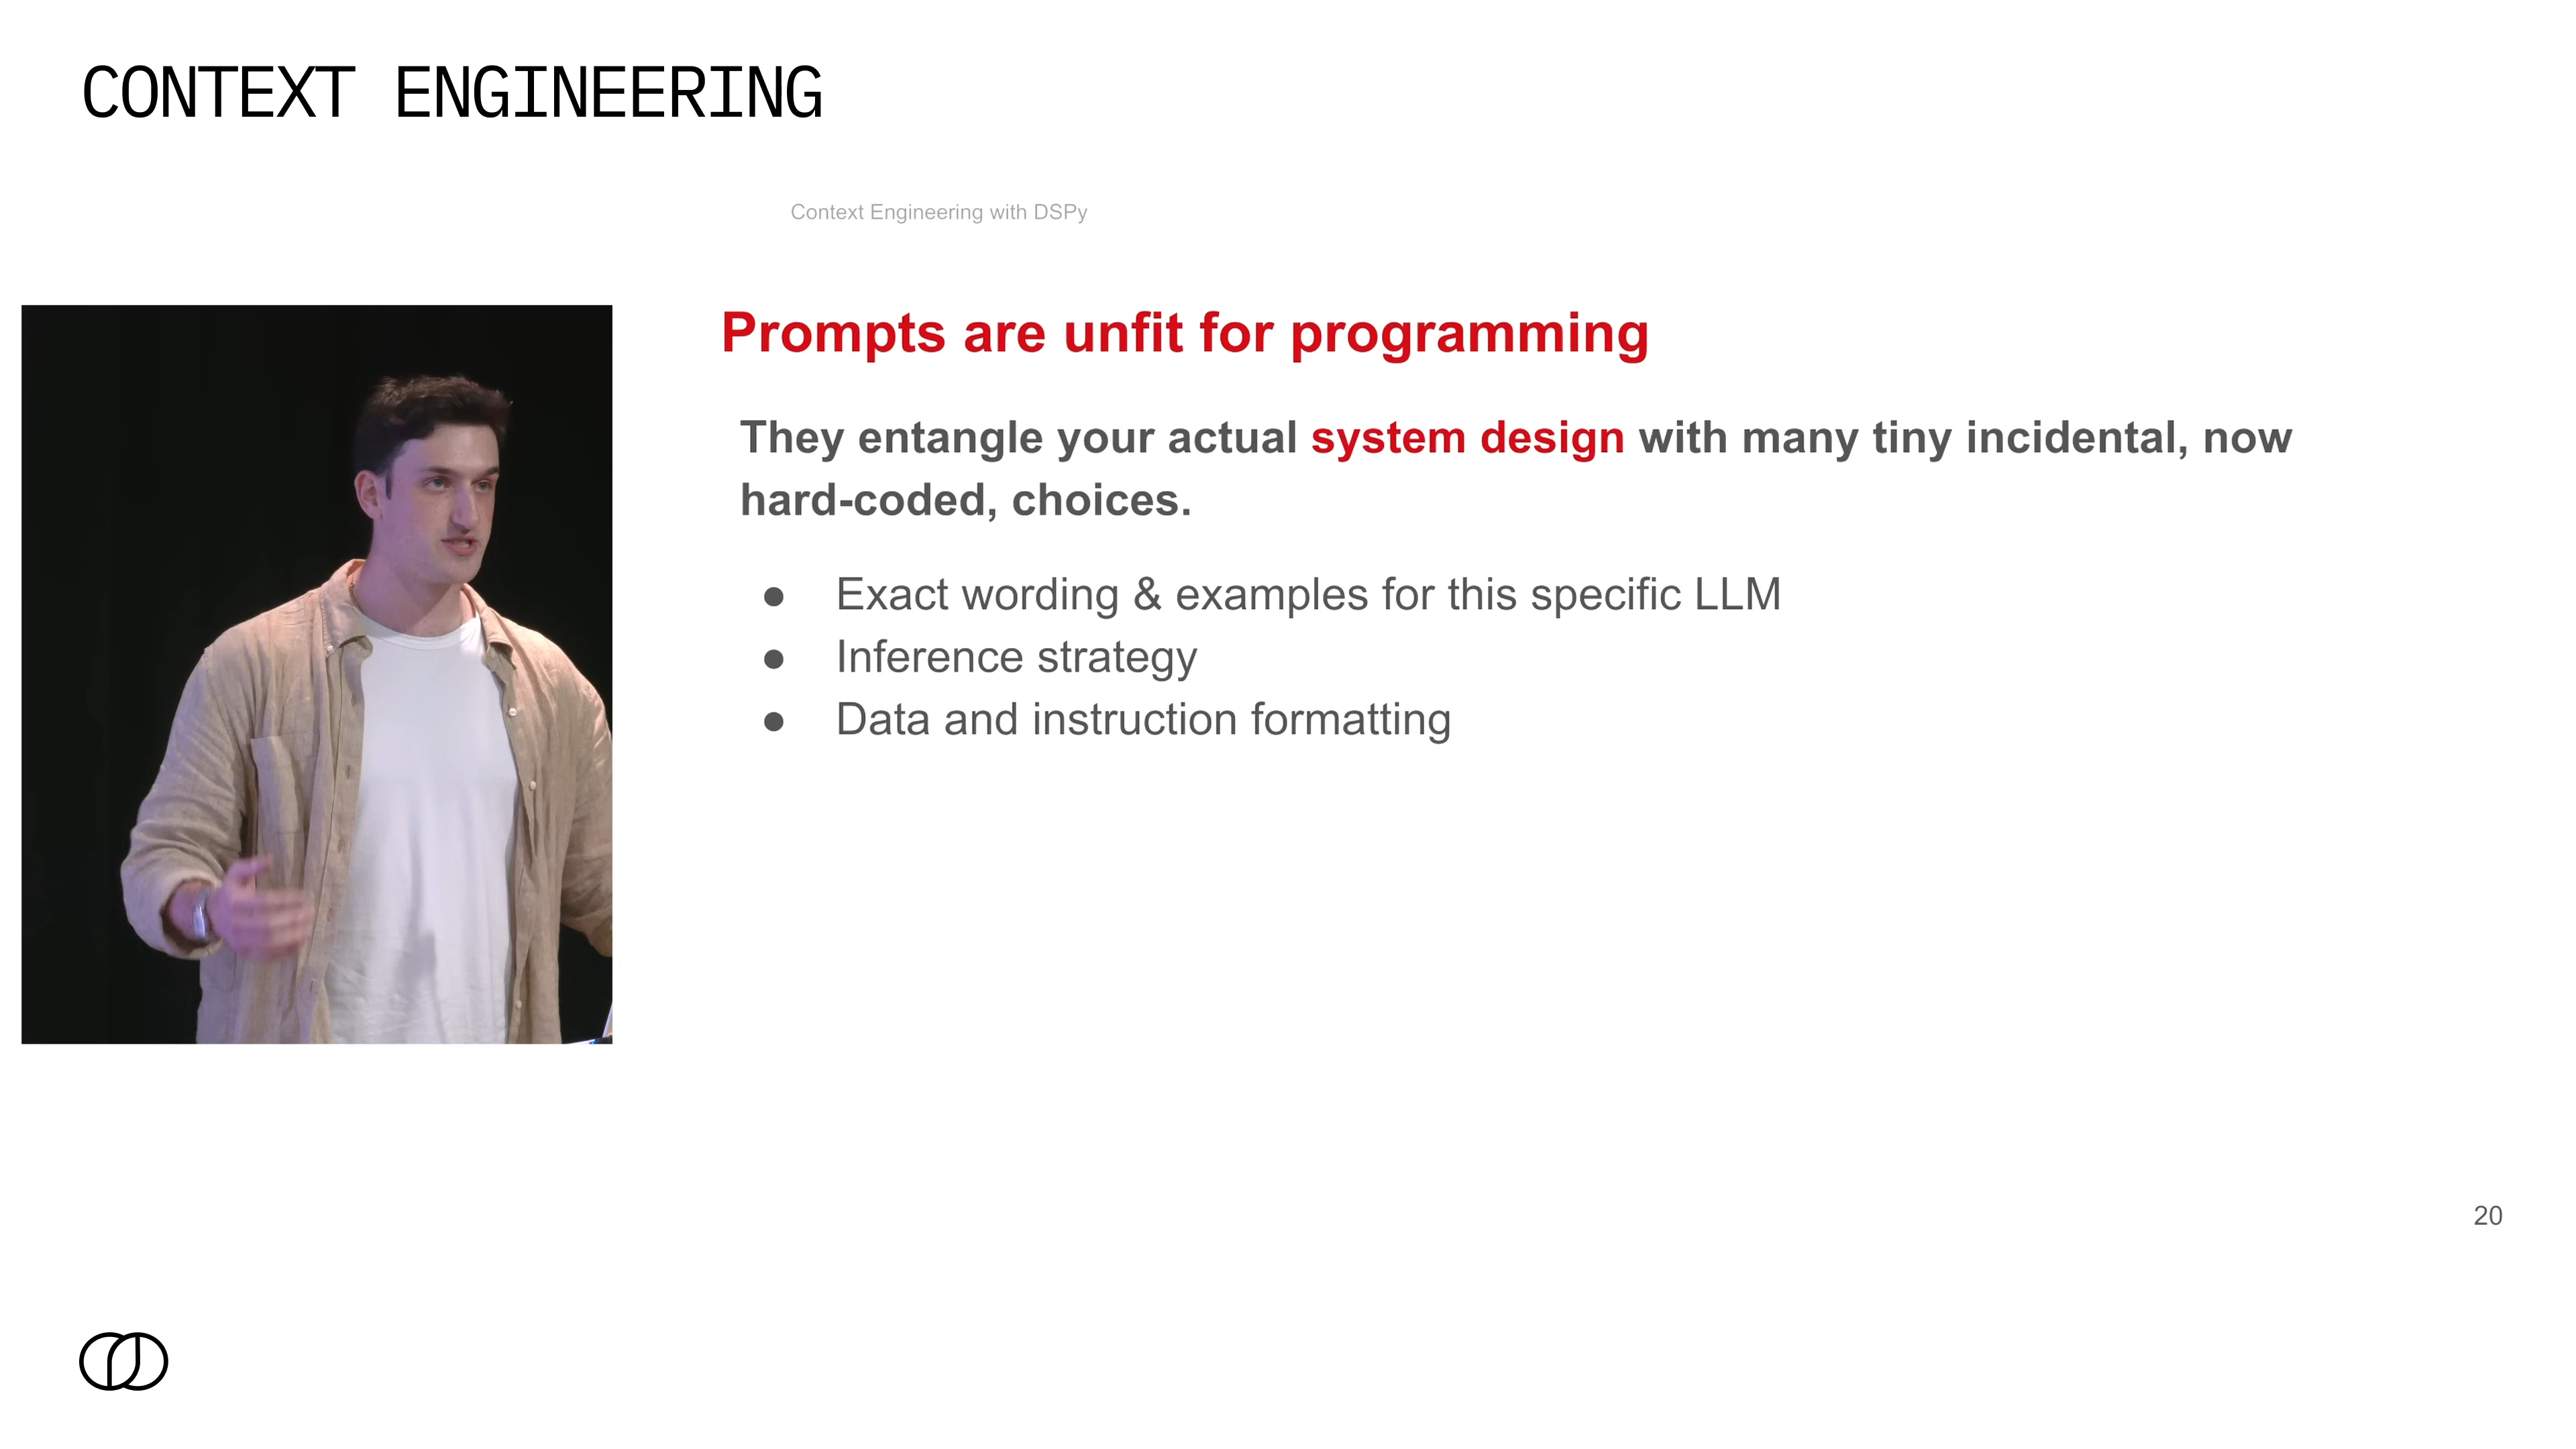 CONTEXT ENGINEERING
Context Engineering with DSPy
Prompts are unfit for programming
They entangle your actual system design with many tiny incidental, now
hard-coded, choices.
● Exact wording & examples for this specific LLM
● Inference strategy
● Data and instruction formatting
20